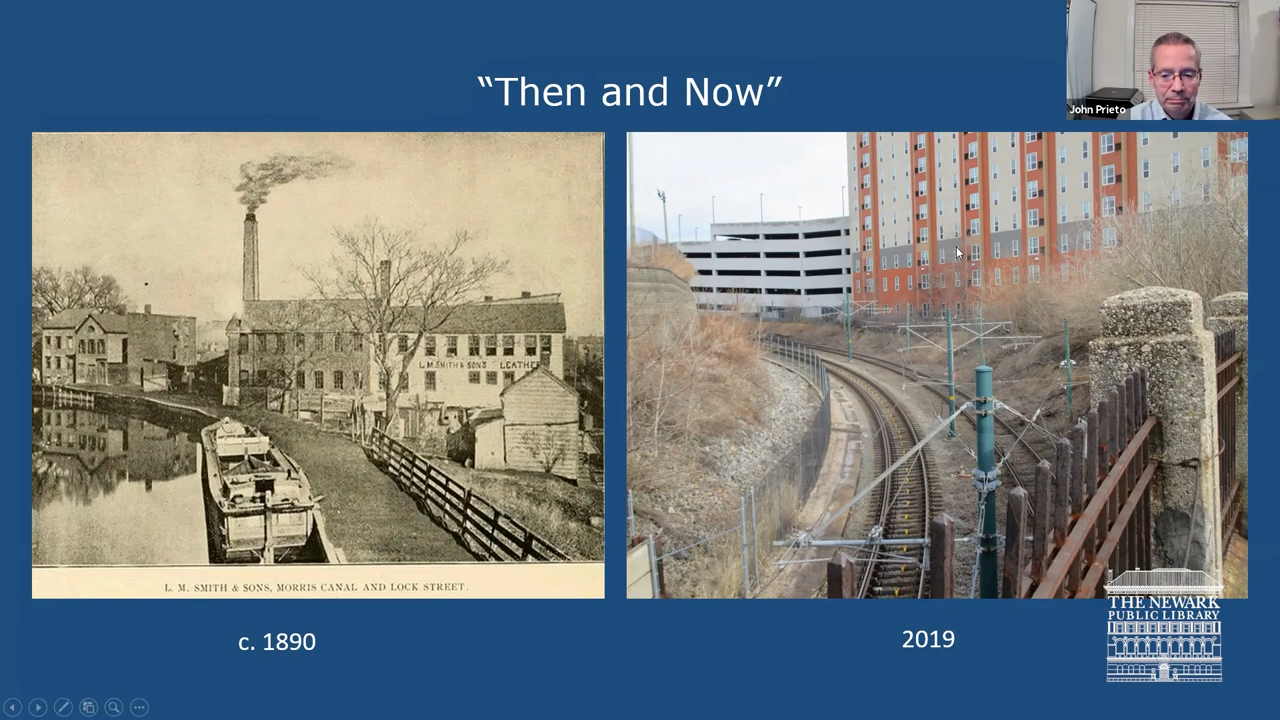 John Prieto
“Then and Now”
L. M. SMITH & SONS LEATHER
L. M. SMITH & SONS, MORRIS CANAL AND LOCK STREET.
c. 1890
2019
THE NEWARK
PUBLIC LIBRARY